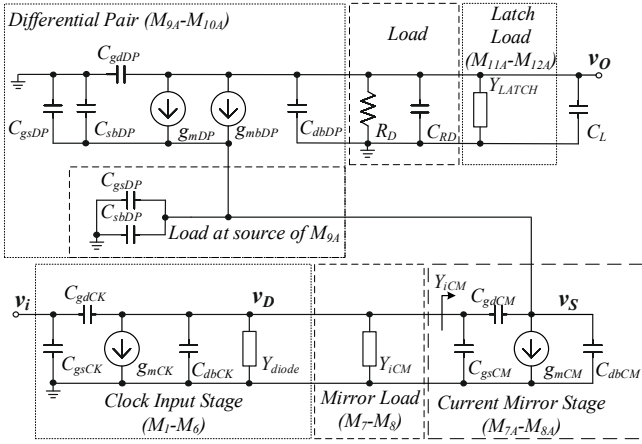 Differential Pair (M9A-M10A)
CgdDP
CgsDP
CsbDP
gmDP
gmbDP
CdbDP
Load
RD
CRD
Latch
Load
(M11A-M12A)
YLATCH
vO
CL
CgsDP
CsbDP
Load at source of M9A
vi
CgdCK
CgsCK
gmCK
CdbCK
vD
Ydiode
Clock Input Stage
(M1-M6)
YiCM
Mirror Load
(M7-M8)
YiCM
CgdCM
vS
CgsCM
gmCM
CdbCM
Current Mirror Stage
(M7A-M8A)